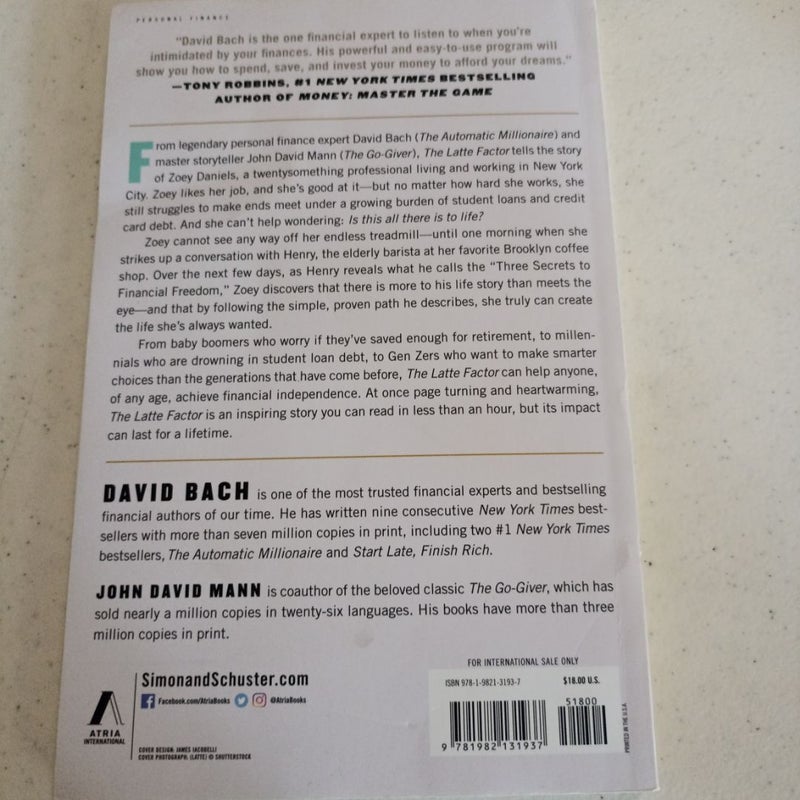 PERSONAL FINANCE
"David Bach is the one financial expert to listen to when you're
intimidated by your finances. His powerful and easy-to-use program will
show you how to spend, save, and invest your money to afford your dreams."
—TONY ROBBINS, #1 NEW YORK TIMES BESTSELLING
AUTHOR OF MONEY: MASTER THE GAME
From legendary personal finance expert David Bach (The Automatic Millionaire) and
master storyteller John David Mann (The Go-Giver), The Latte Factor tells the story
of Zoey Daniels, a twentysomething professional living and working in New York
City. Zoey likes her job, and she's good at it—but no matter how hard she works, she
still struggles to make ends meet under a growing burden of student loans and credit
card debt. And she can't help wondering: Is this all there is to life?
Zoey cannot see any way off her endless treadmill—until one morning when she
strikes up a conversation with Henry, the elderly barista at her favorite Brooklyn coffee
shop. Over the next few days, as Henry reveals what he calls the "Three Secrets to
Financial Freedom," Zoey discovers that there is more to his life story than meets the
eye—and that by following the simple, proven path he describes, she truly can create
the life she's always wanted.
From baby boomers who worry if they've saved enough for retirement, to millen-
nials who are drowning in student loan debt, to Gen Zers who want to make smarter
choices than the generations that have come before, The Latte Factor can help anyone,
of any age, achieve financial independence. At once page turning and heartwarming,
The Latte Factor is an inspiring story you can read in less than an hour, but its impact
can last for a lifetime.
DAVID BACH is one of the most trusted financial experts and bestselling
financial authors of our time. He has written nine consecutive New York Times best-
sellers with more than seven million copies in print, including two #1 New York Times
bestsellers, The Automatic Millionaire and Start Late, Finish Rich.
JOHN DAVID MANN is coauthor of the beloved classic The Go-Giver, which has
sold nearly a million copies in twenty-six languages. His books have more than three
million copies in print.
SimonandSchuster.com
Facebook.com/AtriaBooks @AtriaBooks
ATRIA
INTERNATIONAL
COVER DESIGN: JAMES IACOBELLI
COVER PHOTOGRAPH: (LATTE) © SHUTTERSTOCK
FOR INTERNATIONAL SALE ONLY
ISBN 978-1-9821-3193-7 $18.00 U.S.
51800
9 781982 131937
PRINTED IN THE U.S.A.